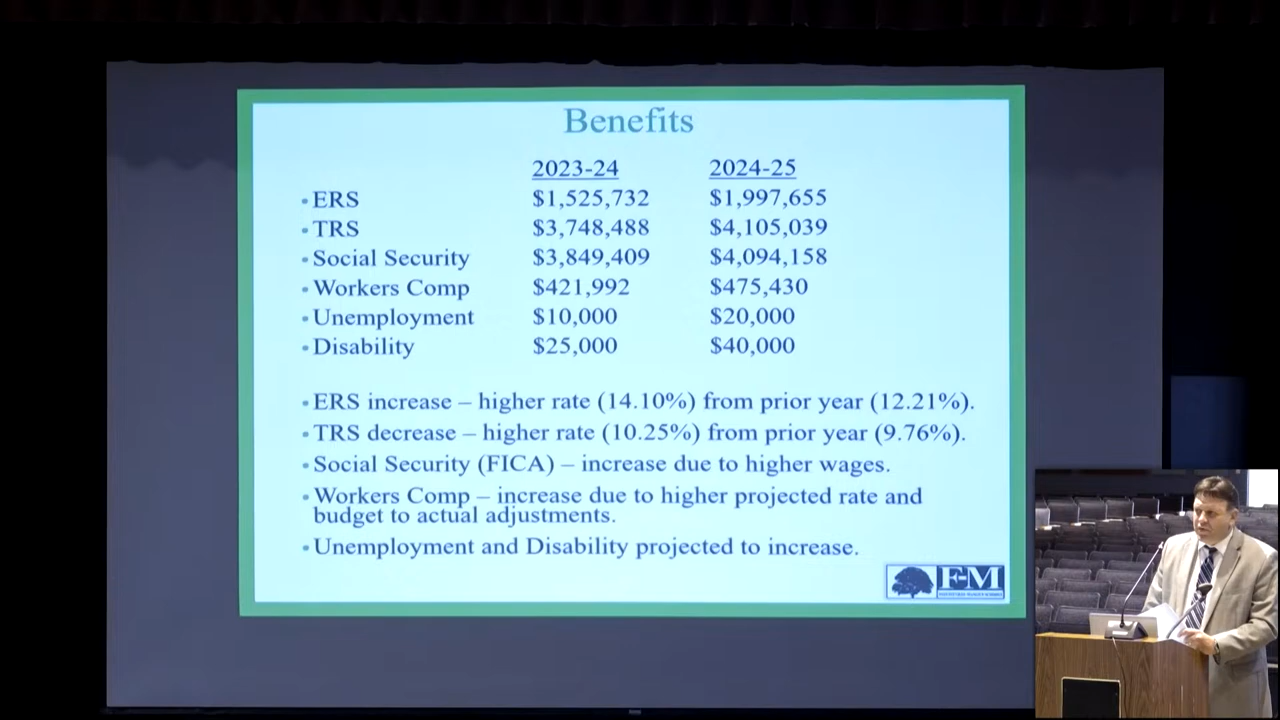 Benefits
2023-24 2024-25
• ERS $1,525,732 $1,997,655
• TRS $3,748,488 $4,105,039
• Social Security $3,849,409 $4,094,158
• Workers Comp $421,992 $475,430
• Unemployment $10,000 $20,000
• Disability $25,000 $40,000
• ERS increase – higher rate (14.10%) from prior year (12.21%).
• TRS decrease – higher rate (10.25%) from prior year (9.76%).
• Social Security (FICA) – increase due to higher wages.
• Workers Comp – increase due to higher projected rate and
budget to actual adjustments.
• Unemployment and Disability projected to increase.
F-M